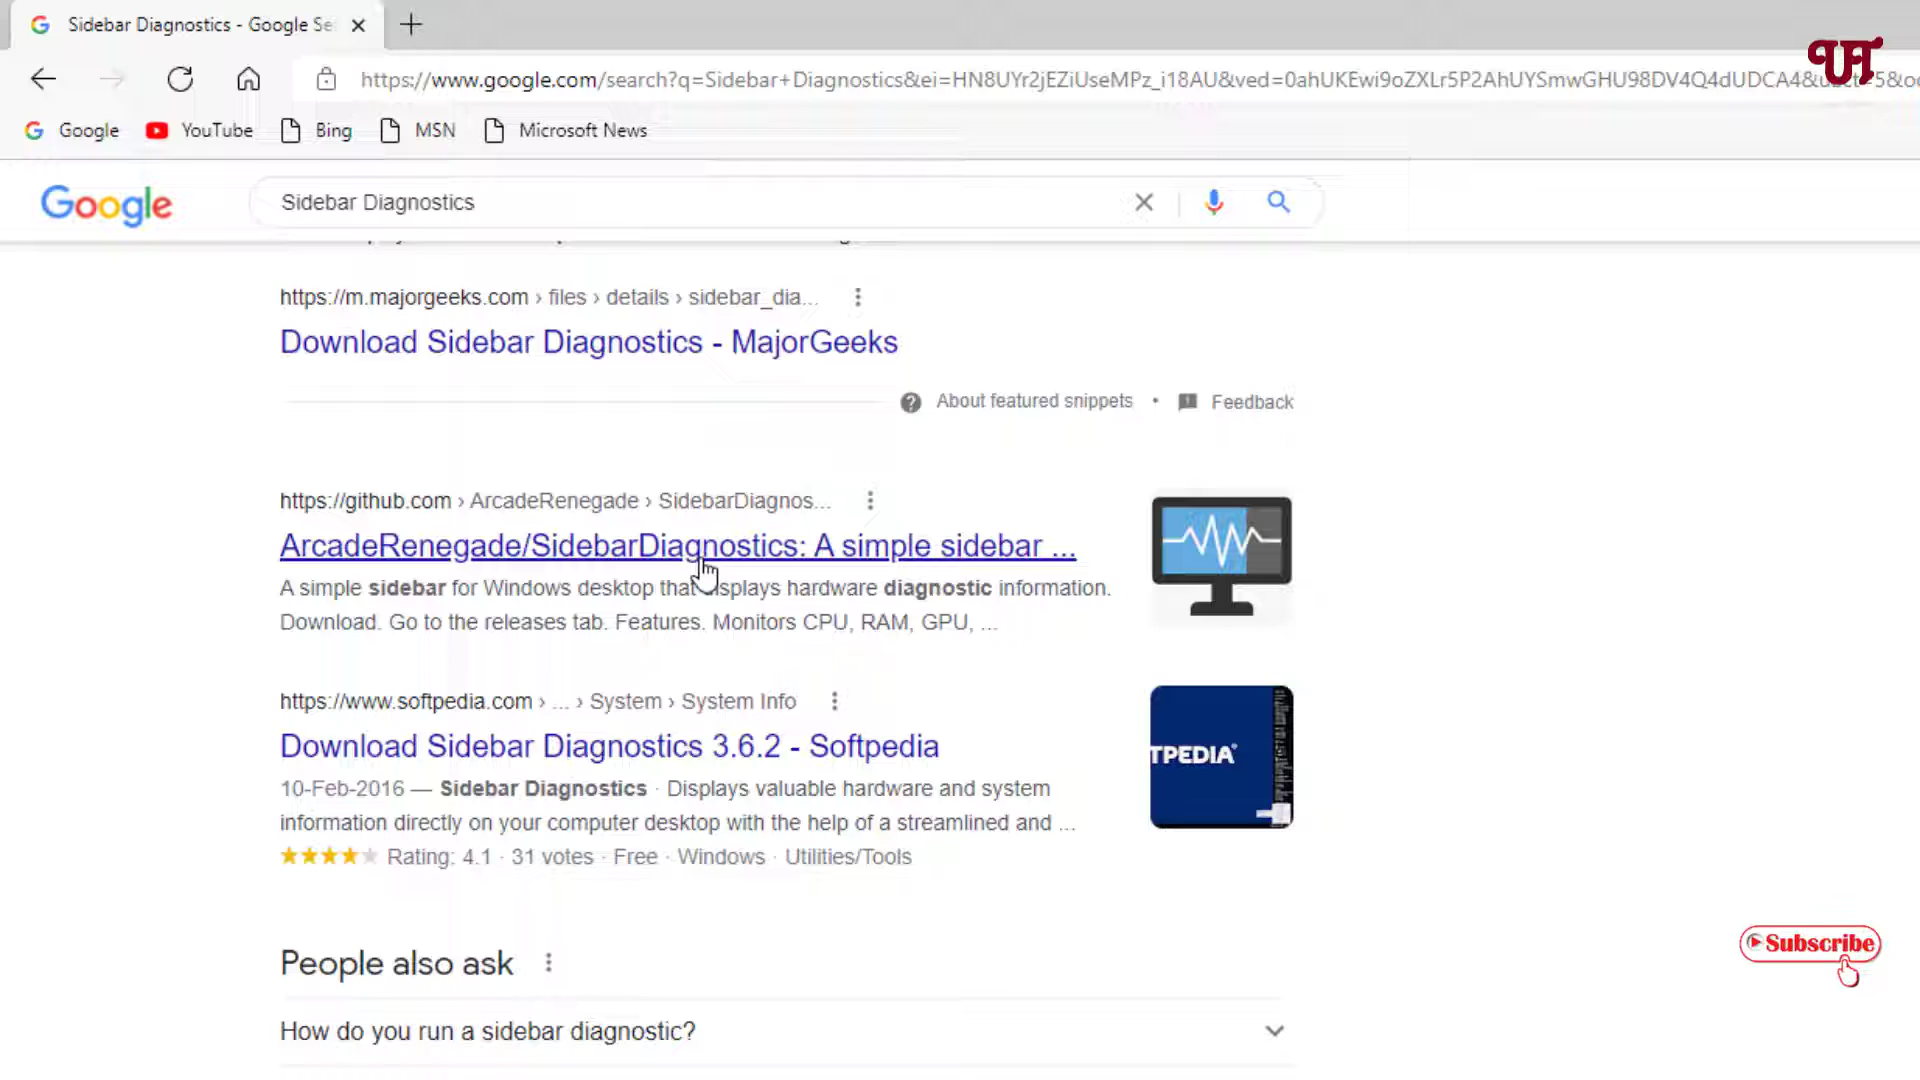 Sidebar Diagnostics - Google Se
UT
https://www.google.com/search?q=Sidebar+Diagnostics&ei=HN8UYr2jEZiUseMPz_i18AU&ved=0ahUKEwi9oZXLr5P2AhUYSmwGHU98DV4Q4dUDCA4&u
Google YouTube Bing MSN Microsoft News
Google Sidebar Diagnostics
https://m.majorgeeks.com › files › details › sidebar_dia...
Download Sidebar Diagnostics - MajorGeeks
About featured snippets • Feedback
https://github.com › ArcadeRenegade › SidebarDiagnos...
ArcadeRenegade/SidebarDiagnostics: A simple sidebar ...
A simple sidebar for Windows desktop that displays hardware diagnostic information.
Download. Go to the releases tab. Features. Monitors CPU, RAM, GPU, ...
https://www.softpedia.com › ... › System › System Info
Download Sidebar Diagnostics 3.6.2 - Softpedia
TPEDIA®
10-Feb-2016 — Sidebar Diagnostics · Displays valuable hardware and system
information directly on your computer desktop with the help of a streamlined and ...
Rating: 4.1 · 31 votes · Free · Windows · Utilities/Tools
Subscribe
People also ask
How do you run a sidebar diagnostic?